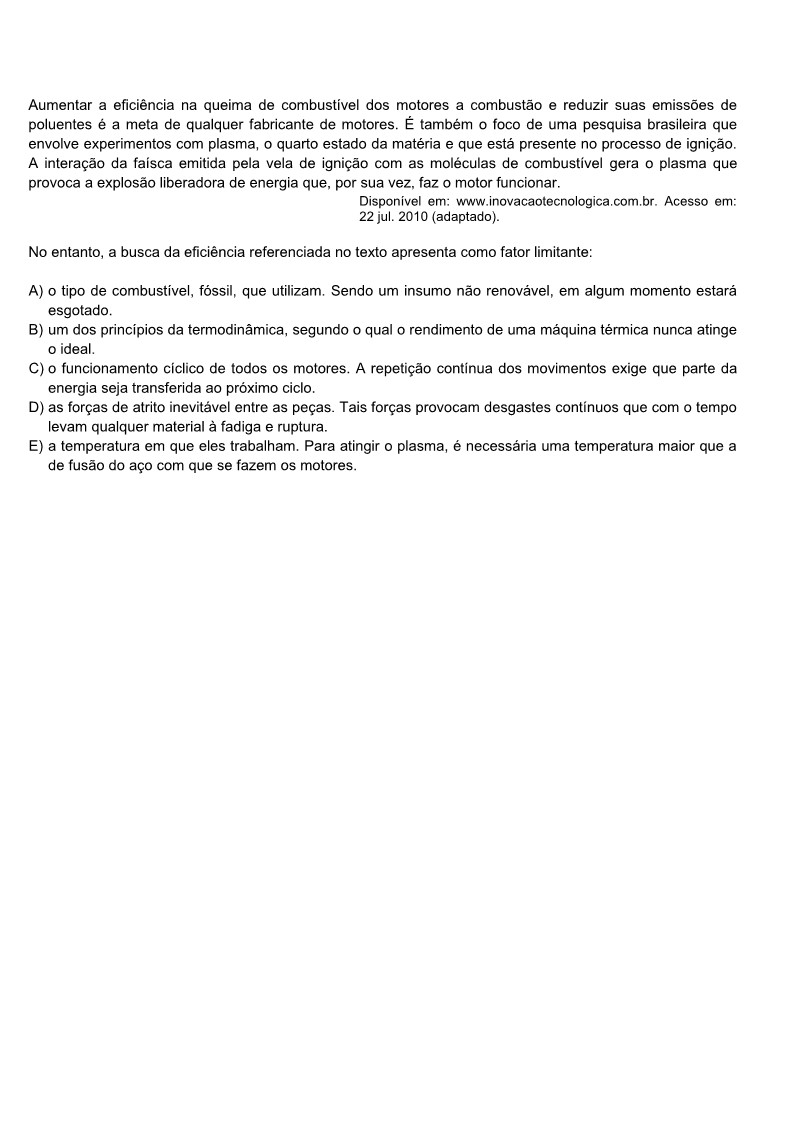 Aumentar a eficiência na queima de combustível dos motores a combustão e reduzir suas emissões de
poluentes é a meta de qualquer fabricante de motores. É também o foco de uma pesquisa brasileira que
envolve experimentos com plasma, o quarto estado da matéria e que está presente no processo de ignição.
A interação da faísca emitida pela vela de ignição com as moléculas de combustível gera o plasma que
provoca a explosão liberadora de energia que, por sua vez, faz o motor funcionar.
Disponível em: www.inovacaotecnologica.com.br. Acesso em:
22 jul. 2010 (adaptado).
No entanto, a busca da eficiência referenciada no texto apresenta como fator limitante:
A) o tipo de combustível, fóssil, que utilizam. Sendo um insumo não renovável, em algum momento estará
esgotado.
B) um dos princípios da termodinâmica, segundo o qual o rendimento de uma máquina térmica nunca atinge
o ideal.
C) o funcionamento cíclico de todos os motores. A repetição contínua dos movimentos exige que parte da
energia seja transferida ao próximo ciclo.
D) as forças de atrito inevitável entre as peças. Tais forças provocam desgastes contínuos que com o tempo
levam qualquer material à fadiga e ruptura.
E) a temperatura em que eles trabalham. Para atingir o plasma, é necessária uma temperatura maior que a
de fusão do aço com que se fazem os motores.